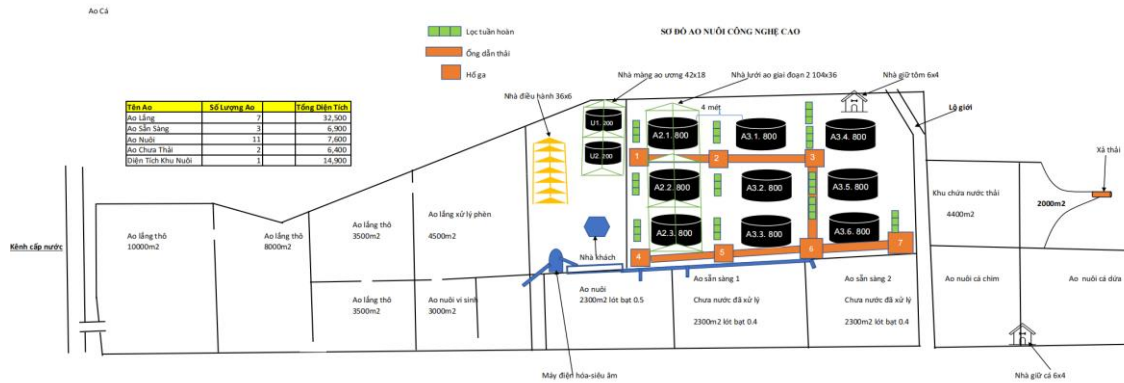 Ao Cá
SƠ ĐỒ AO NUÔI CÔNG NGHỆ CAO
Lọc tuần hoàn
Ống dẫn thải
Hố ga
Tên Ao Số Lượng Ao Tổng Diện Tích
Ao Lắng 7 32,500
Ao Sẵn Sàng 3 6,900
Ao Nuôi 11 7,600
Ao Chưa Thải 2 6,400
Diện Tích Khu Nuôi 1 14,900
Nhà điều hành 36x6
Nhà màng ao ương 42x18
Nhà lưới ao giai đoạn 2 104x36
Nhà giữ tôm 6x4
4 mét
Lộ giới
U1. 200
U2. 200
A2.1. 800
A3.1. 800
A3.4. 800
1
2
3
A2.2. 800
A3.2. 800
A3.5. 800
A2.3. 800
A3.3. 800
A3.6. 800
4
5
6
7
Xả thải
Khu chứa nước thải
4400m2
2000m2
Kênh cấp nước
Ao lắng thô
10000m2
Ao lắng thô
8000m2
Ao lắng thô
3500m2
Ao lắng xử lý phèn
4500m2
Nhà khách
Ao lắng thô
3500m2
Ao nuôi vi sinh
3000m2
Ao nuôi
2300m2 lót bạt 0.5
Ao sẵn sàng 1
Chưa nước đã xử lý
2300m2 lót bạt 0.4
Ao sẵn sàng 2
Chưa nước đã xử lý
2300m2 lót bạt 0.4
Ao nuôi cá chim
Ao nuôi cá dứa
Máy điện hóa-siêu âm
Nhà giữ cá 6x4